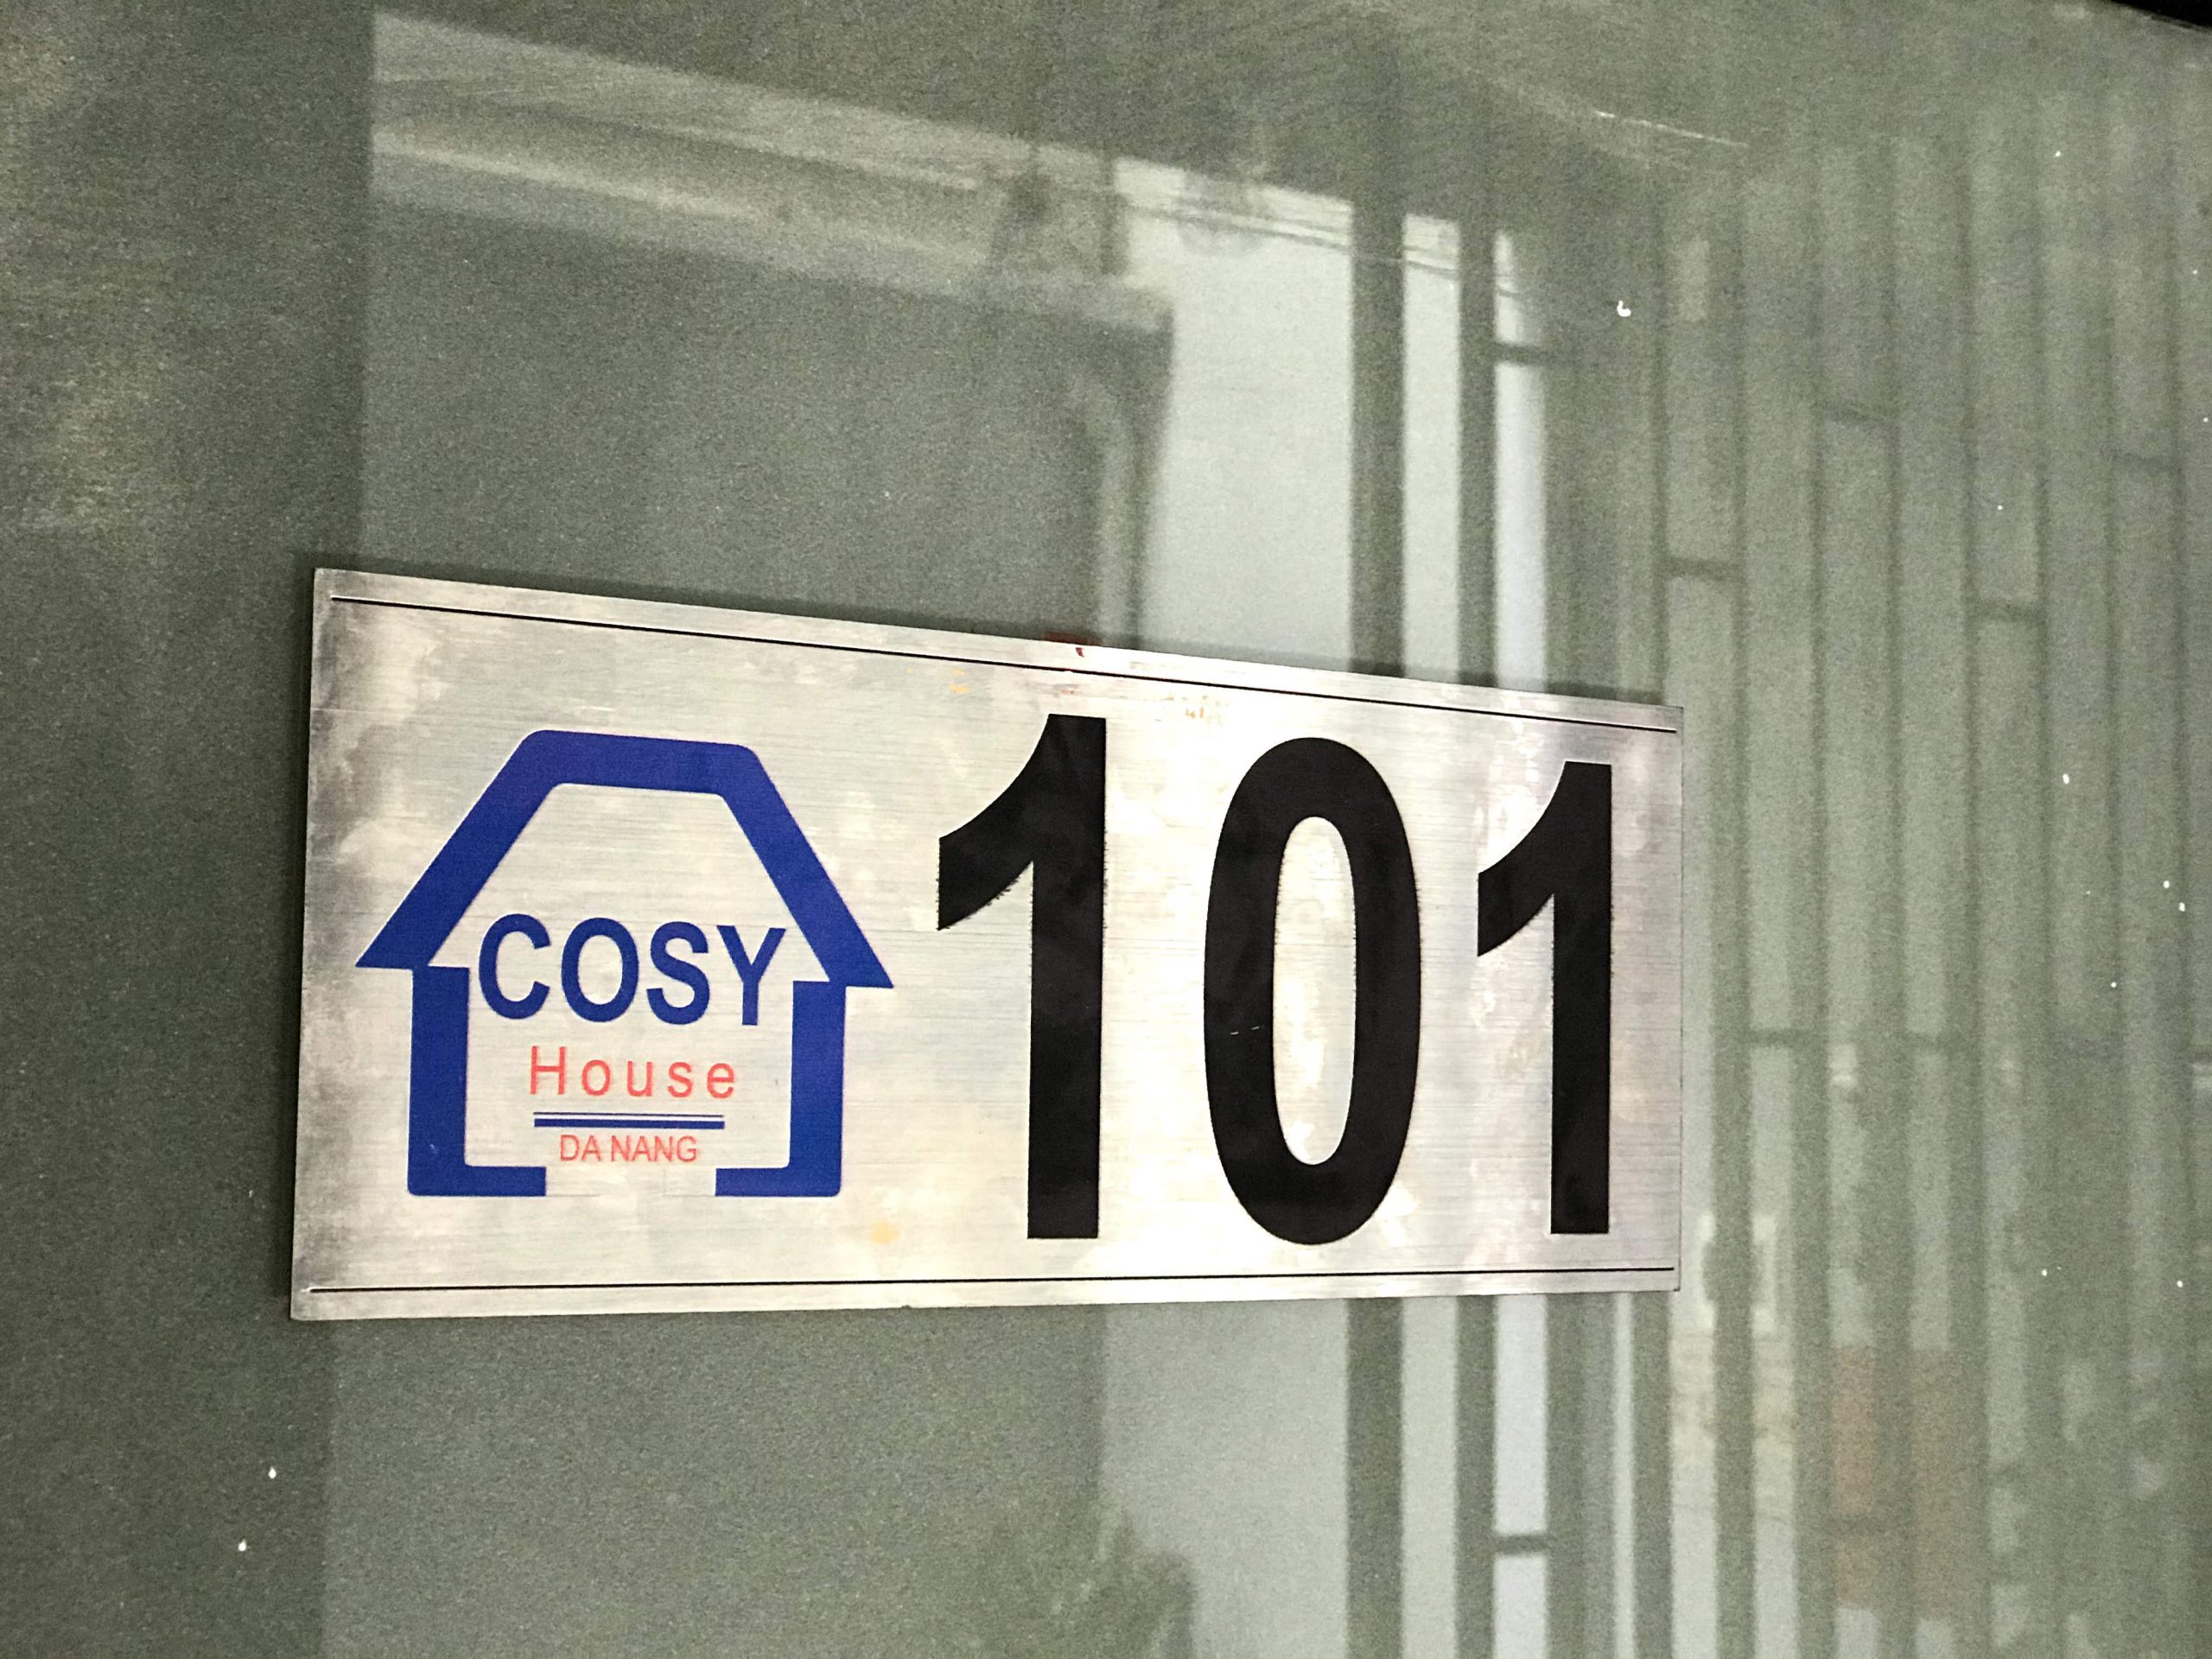 COSY
House
DA NANG
101